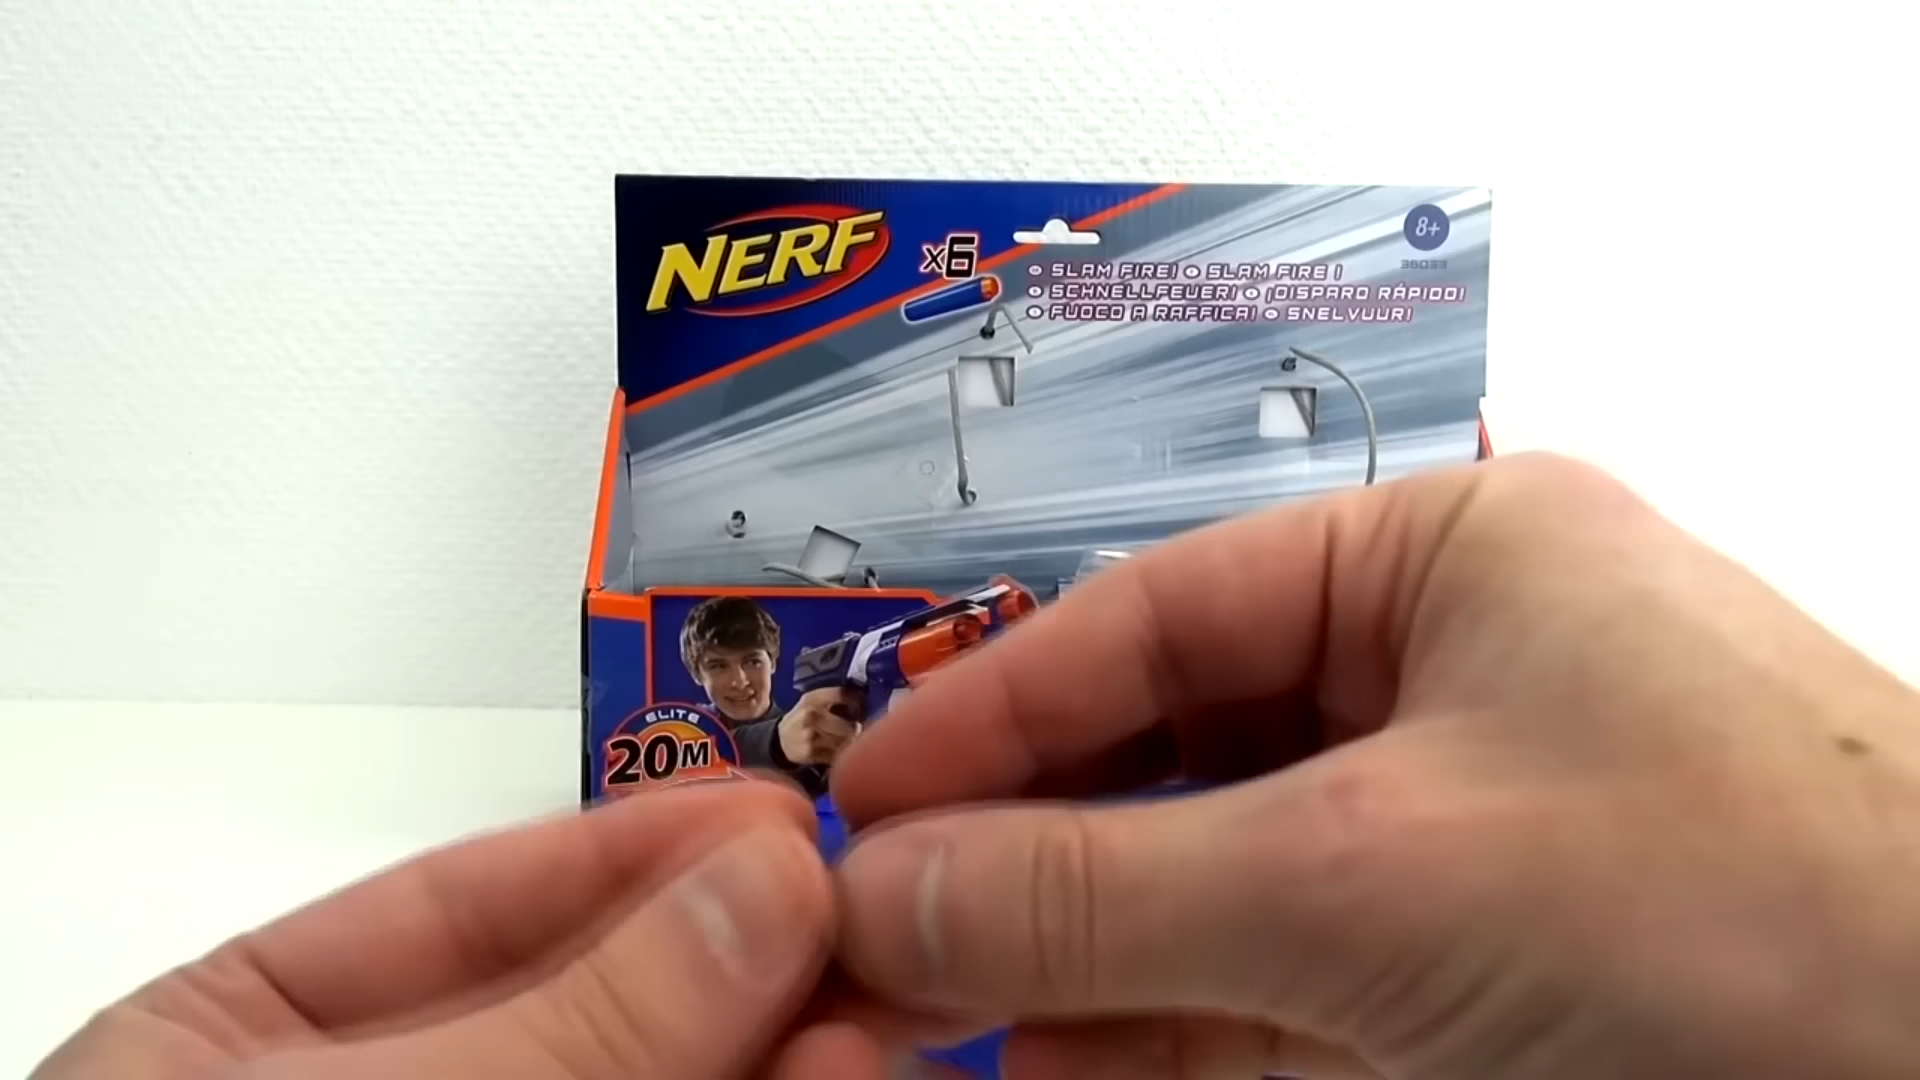 NERF
x6
8+
36033
SLAM FIRE! SLAM FIRE !
SCHNELLFEUER! ¡DISPARO RÁPIDO!
FUOCO A RAFFICA! SNELVUUR!
ELITE
20M